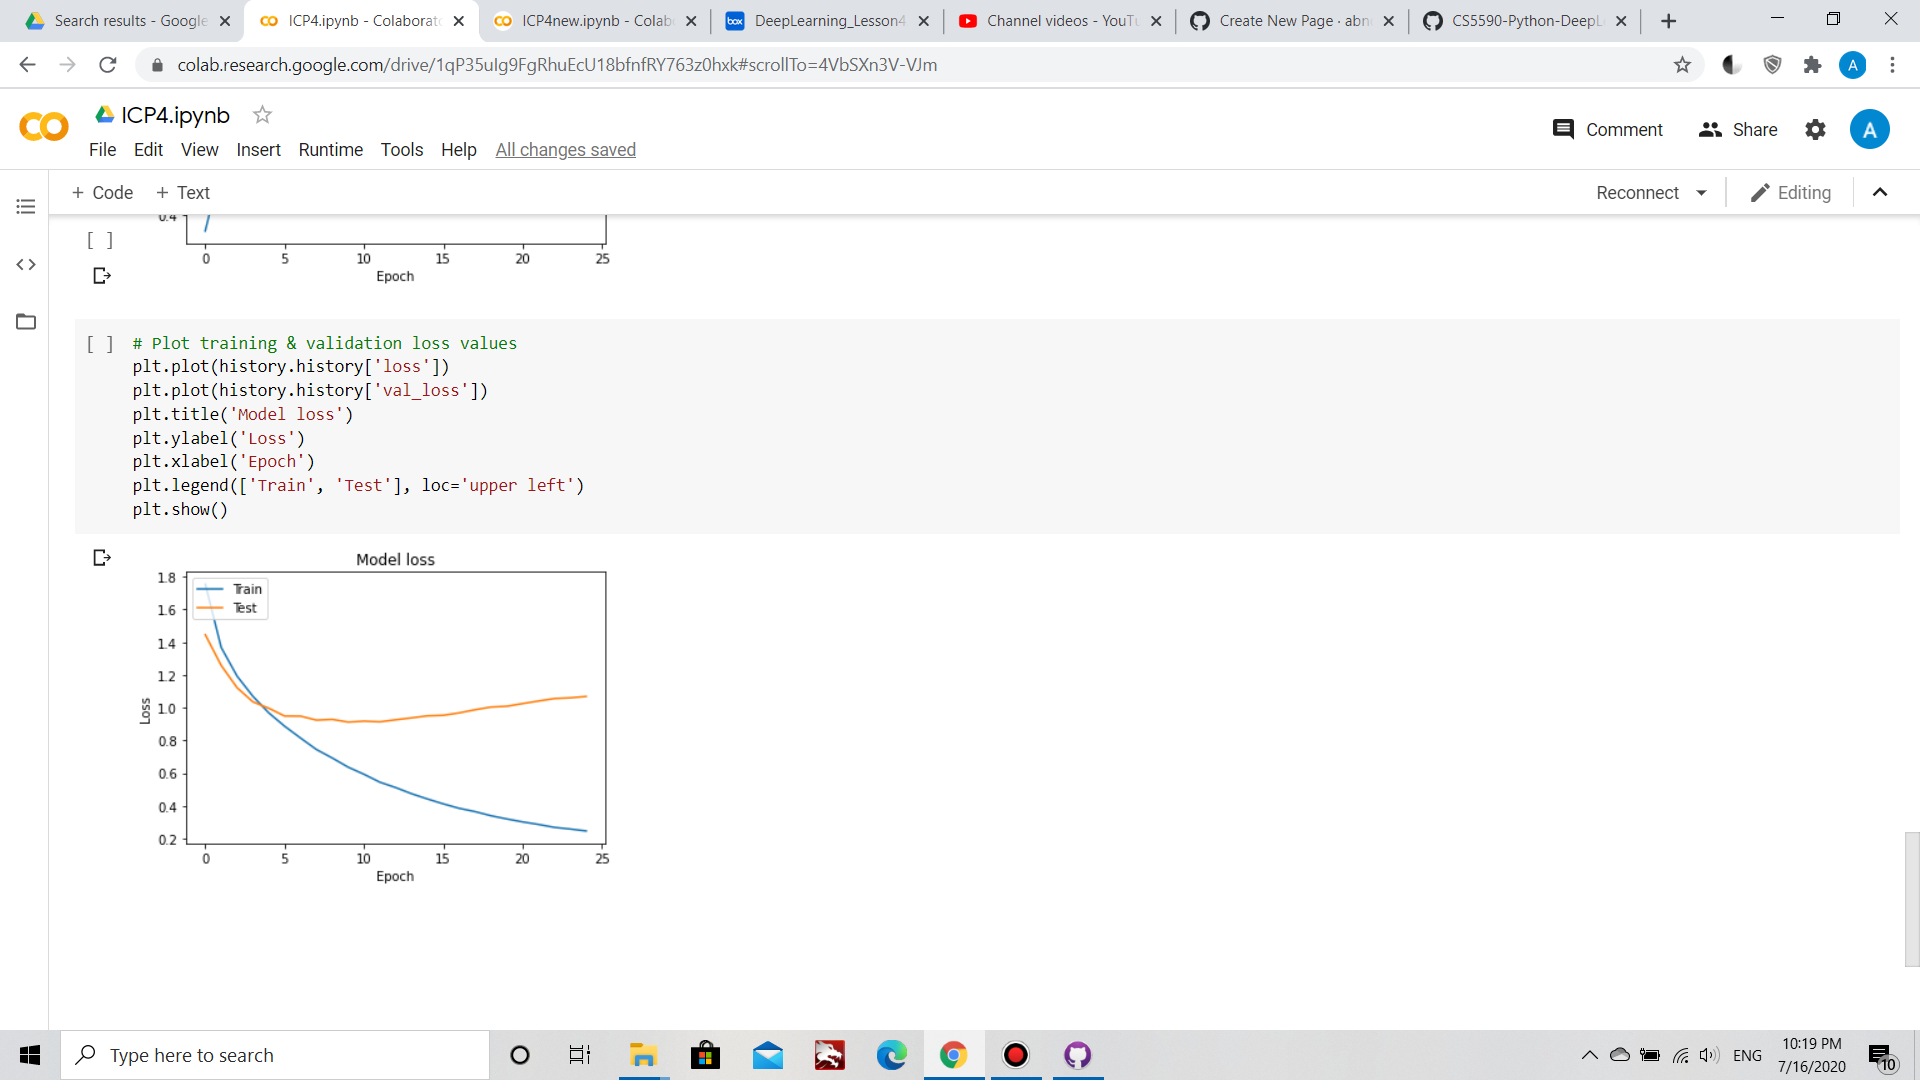 Search results - Google
ICP4.ipynb - Colaborato
ICP4new.ipynb - Colab
DeepLearning_Lesson4
Channel videos - YouTu
Create New Page · abn
CS5590-Python-DeepL
colab.research.google.com/drive/1qP35uIg9FgRhuEcU18bfnfRY763z0hxk#scrollTo=4VbSXn3V-VJm
A
ICP4.ipynb
Comment
Share
A
File Edit View Insert Runtime Tools Help All changes saved
+ Code + Text
Reconnect
Editing
0.4
[ ]
0 5 10 15 20 25
Epoch
[ ] # Plot training & validation loss values
plt.plot(history.history['loss'])
plt.plot(history.history['val_loss'])
plt.title('Model loss')
plt.ylabel('Loss')
plt.xlabel('Epoch')
plt.legend(['Train', 'Test'], loc='upper left')
plt.show()
Model loss
1.8
Train
1.6
Test
1.4
1.2
1.0
Loss
0.8
0.6
0.4
0.2
0 5 10 15 20 25
Epoch
Type here to search
box
ENG
10:19 PM
7/16/2020
10